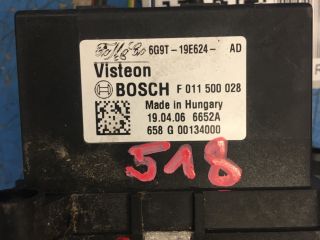 6G9T-19E624- AD
Visteon
BOSCH F 011 500 028
Made in Hungary
19.04.06 6652A
658 G 00134000
518